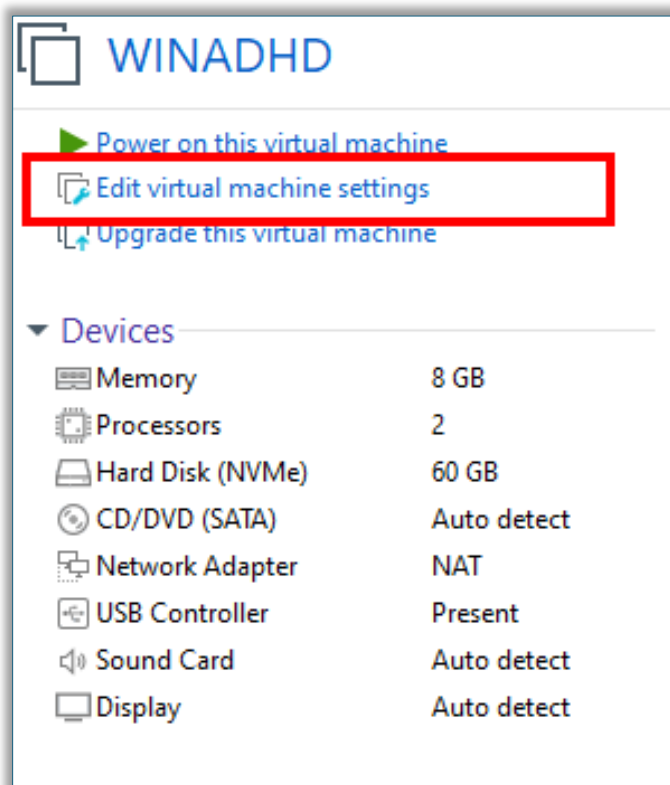 WINADHD
Power on this virtual machine
Edit virtual machine settings
Upgrade this virtual machine
Devices
Memory 8 GB
Processors 2
Hard Disk (NVMe) 60 GB
CD/DVD (SATA) Auto detect
Network Adapter NAT
USB Controller Present
Sound Card Auto detect
Display Auto detect